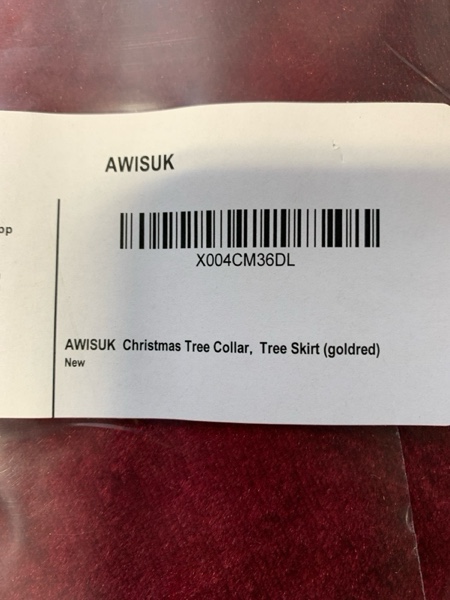 AWISUK
X004CM36DL
AWISUK Christmas Tree Collar, Tree Skirt (goldred)
New